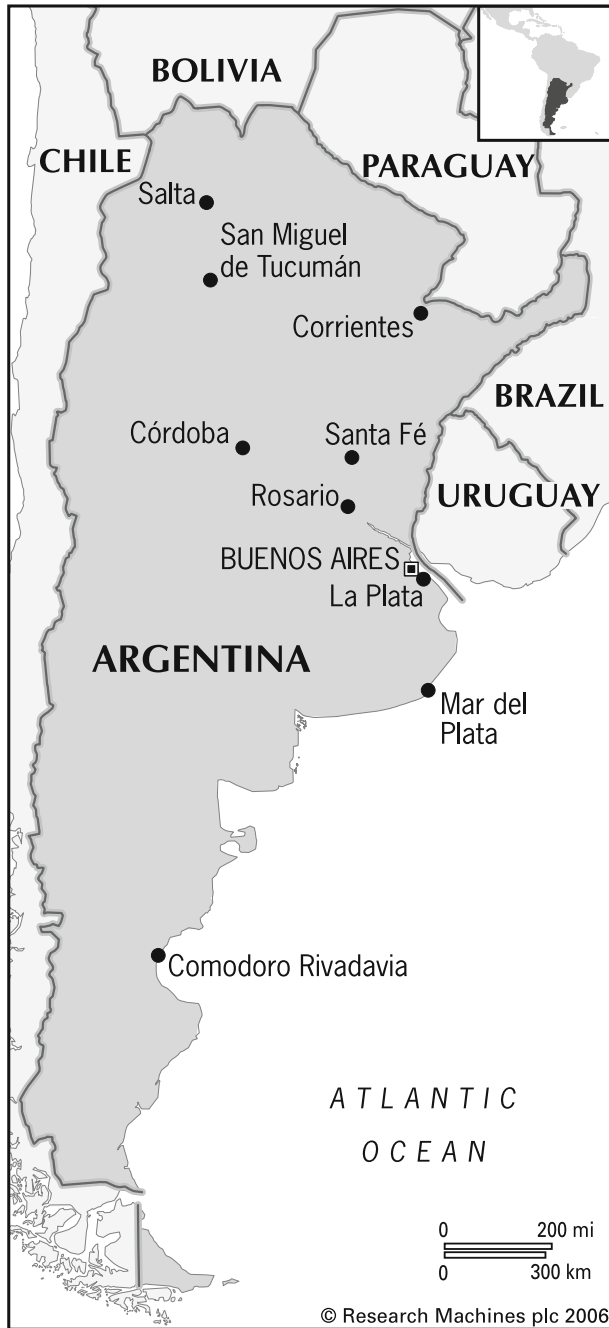 BOLIVIA
CHILE
PARAGUAY
Salta
San Miguel
de Tucumán
Corrientes
BRAZIL
Córdoba
Santa Fé
URUGUAY
Rosario
BUENOS AIRES
La Plata
ARGENTINA
Mar del
Plata
Comodoro Rivadavia
ATLANTIC
OCEAN
0 200 mi
0 300 km
© Research Machines plc 2006